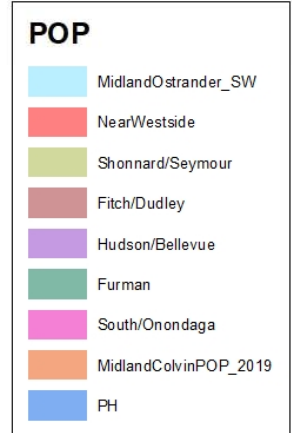 POP
MidlandOstrander_SW
NearWestside
Shonnard/Seymour
Fitch/Dudley
Hudson/Bellevue
Furman
South/Onondaga
MidlandColvinPOP_2019
PH